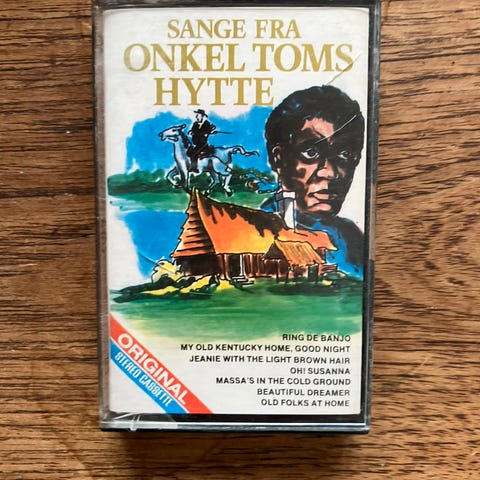 SANGE FRA
ONKEL TOMS
HYTTE
RING DE BANJO
MY OLD KENTUCKY HOME, GOOD NIGHT
JEANIE WITH THE LIGHT BROWN HAIR
OH! SUSANNA
MASSA'S IN THE COLD GROUND
BEAUTIFUL DREAMER
OLD FOLKS AT HOME
ORIGINAL
STEREO CASSETTE